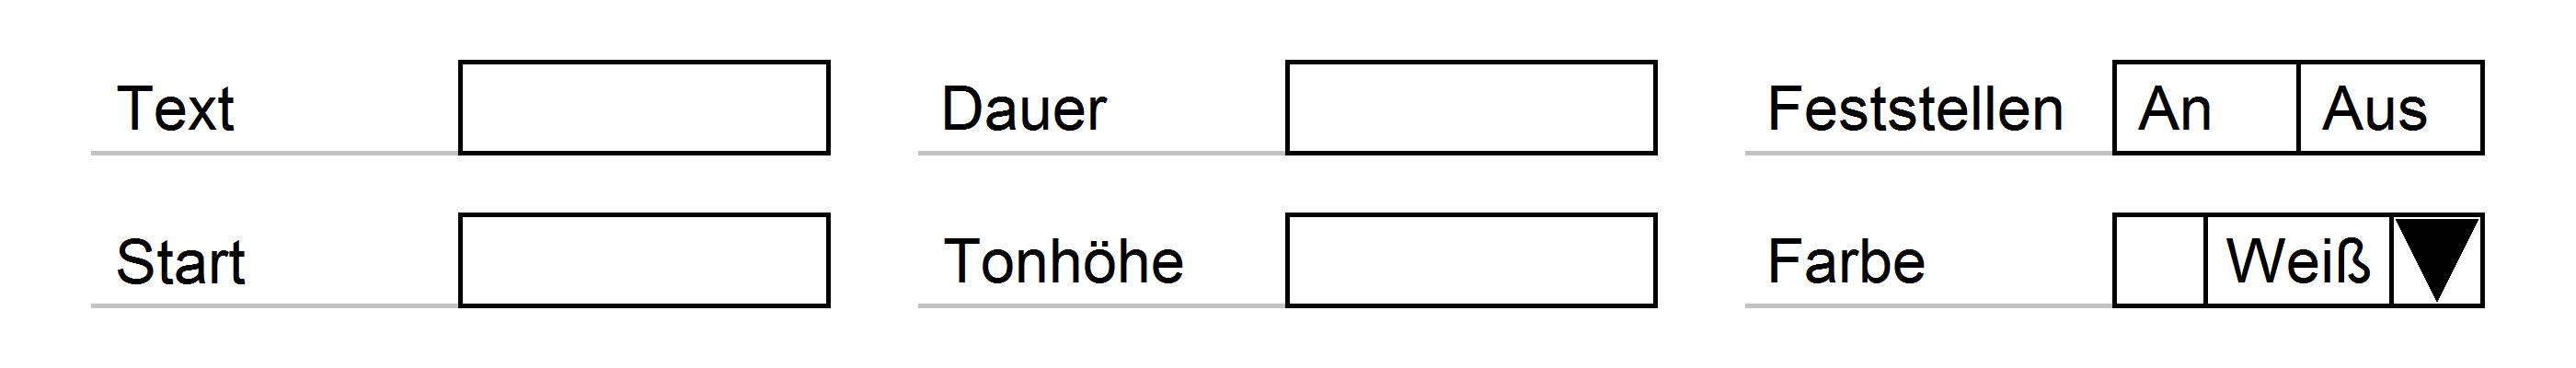 Text Dauer Feststellen An Aus
Start Tonhöhe Farbe Weiß